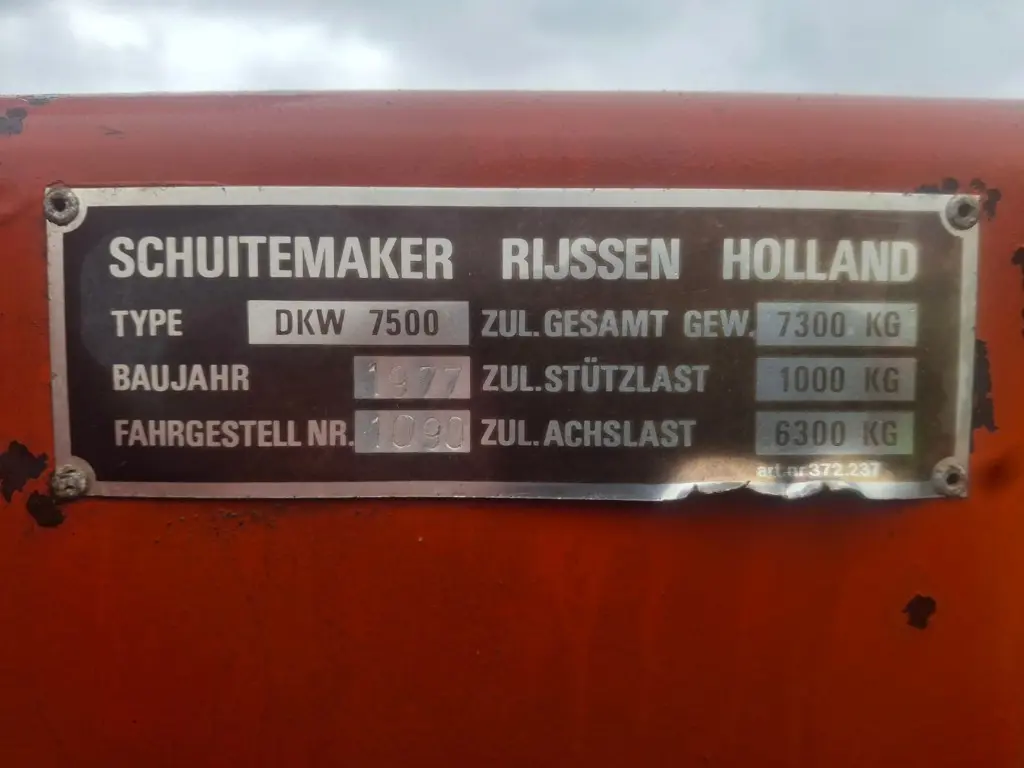 SCHUITEMAKER RIJSSEN HOLLAND
TYPE DKW 7500 ZUL. GESAMT GEW. 7300 KG
BAUJAHR 1977 ZUL. STÜTZLAST 1000 KG
FAHRGESTELL NR. 1090 ZUL. ACHSLAST 6300 KG
art.nr.372.237